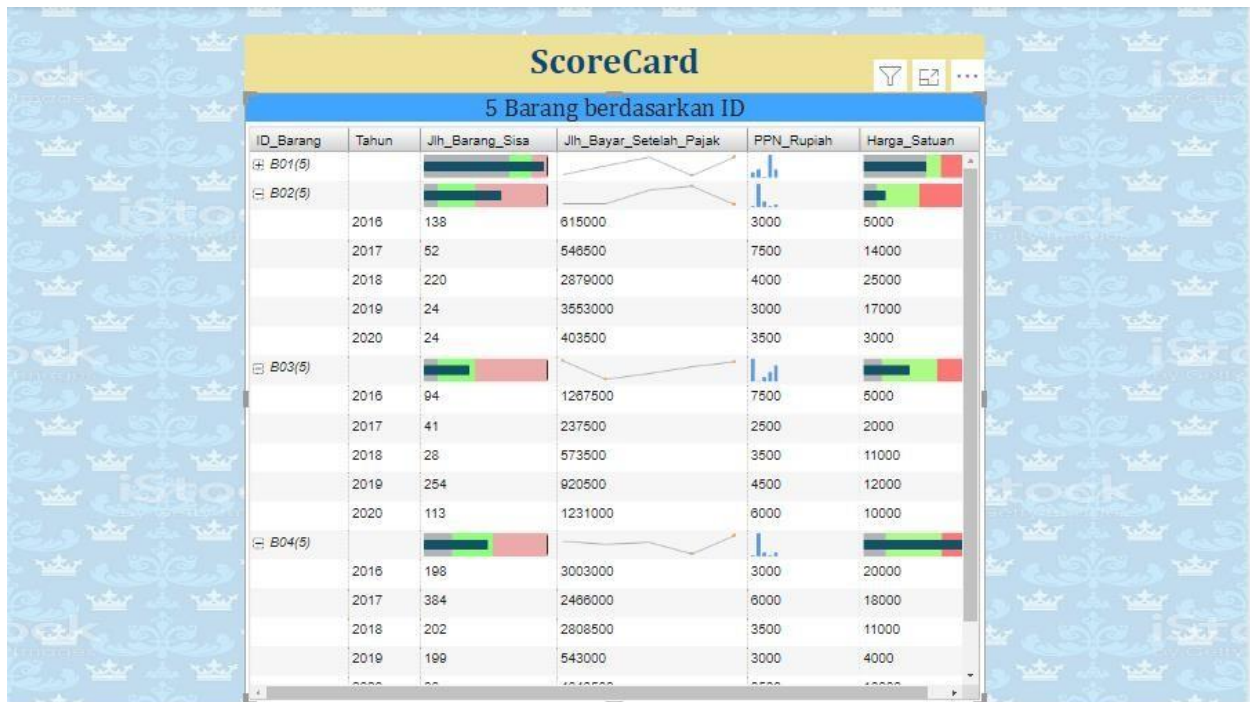 ScoreCard
5 Barang berdasarkan ID
ID_Barang Tahun Jlh_Barang_Sisa Jlh_Bayar_Setelah_Pajak PPN_Rupiah Harga_Satuan
B01(5)
B02(5)
2016 138 615000 3000 5000
2017 52 546500 7500 14000
2018 220 2879000 4000 25000
2019 24 3553000 3000 17000
2020 24 403500 3500 3000
B03(5)
2016 94 1267500 7500 5000
2017 41 237500 2500 2000
2018 28 573500 3500 11000
2019 254 920500 4500 12000
2020 113 1231000 6000 10000
B04(5)
2016 198 3003000 3000 20000
2017 384 2466000 6000 18000
2018 202 2808500 3500 11000
2019 199 543000 3000 4000
iStock